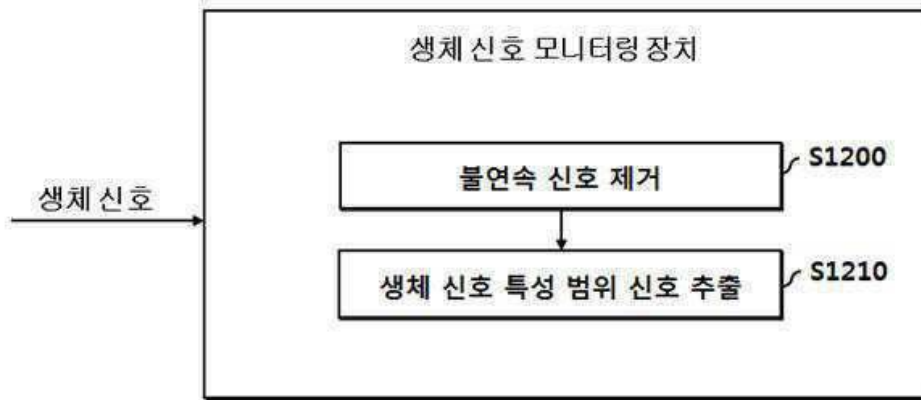 생체 신호 모니터링 장치
불연속 신호 제거
S1200
생체 신호
생체 신호 특성 범위 신호 추출
S1210